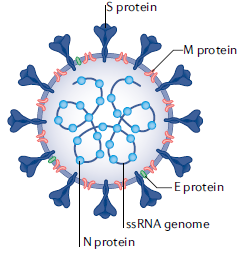 S protein
M protein
E protein
ssRNA genome
N protein